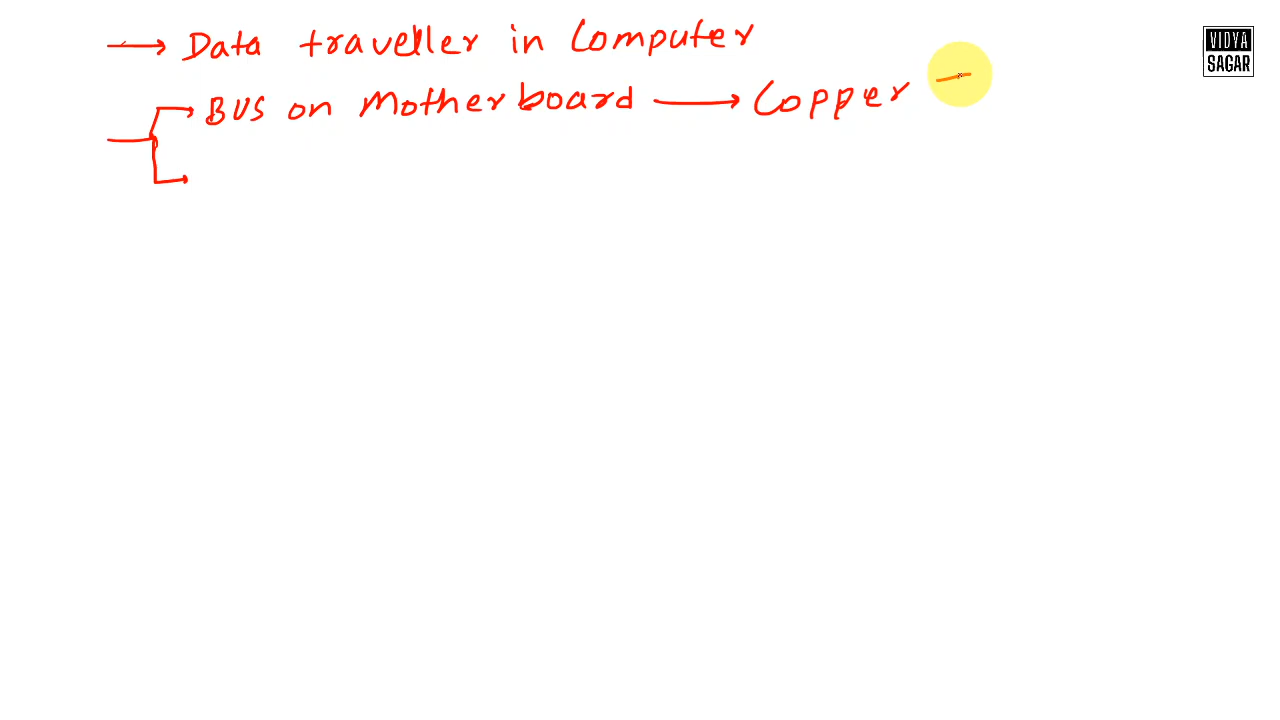 → Data traveller in Computer
→ BUS on Motherboard → Copper –
→
VIDYA
SAGAR